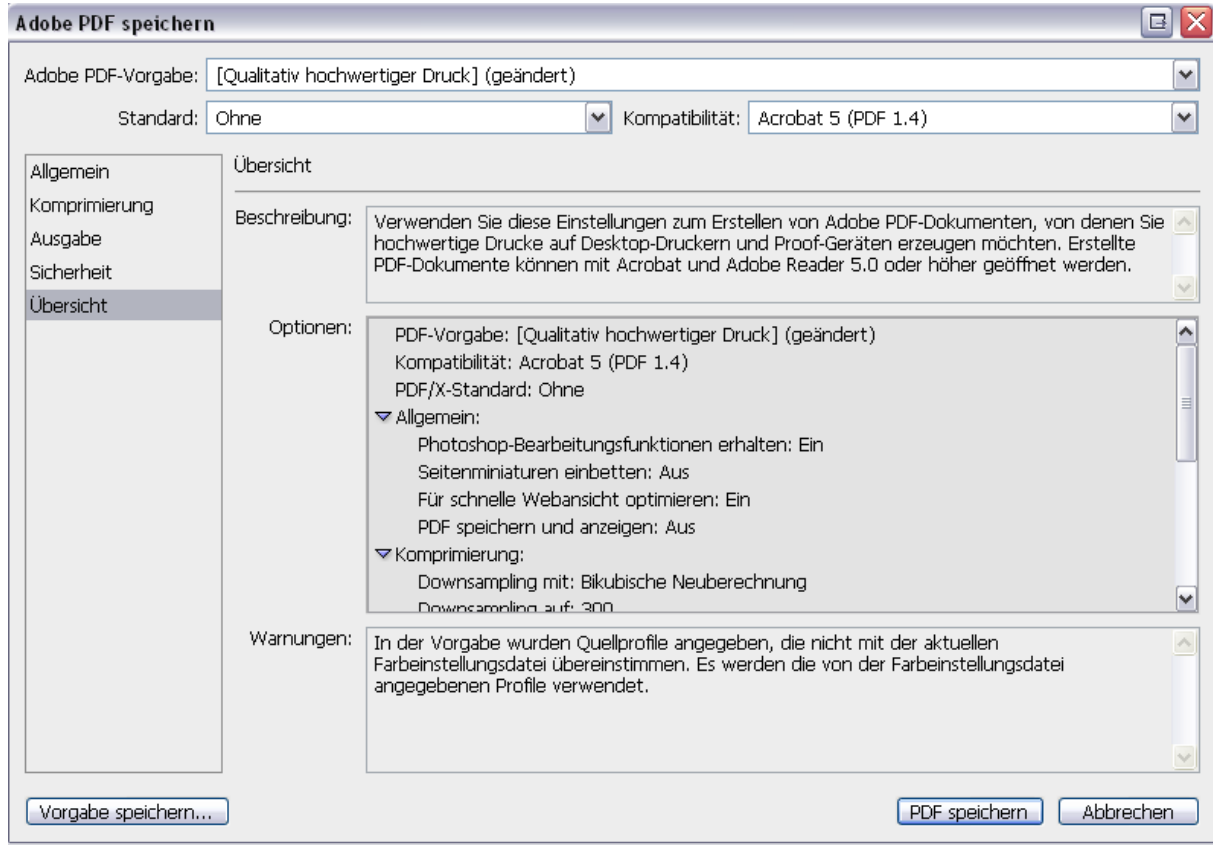 Adobe PDF speichern
Adobe PDF-Vorgabe: [Qualitativ hochwertiger Druck] (geändert)
Standard: Ohne Kompatibilität: Acrobat 5 (PDF 1.4)
Allgemein
Komprimierung
Ausgabe
Sicherheit
Übersicht
Übersicht
Beschreibung: Verwenden Sie diese Einstellungen zum Erstellen von Adobe PDF-Dokumenten, von denen Sie
hochwertige Drucke auf Desktop-Druckern und Proof-Geräten erzeugen möchten. Erstellte
PDF-Dokumente können mit Acrobat und Adobe Reader 5.0 oder höher geöffnet werden.
Optionen: PDF-Vorgabe: [Qualitativ hochwertiger Druck] (geändert)
Kompatibilität: Acrobat 5 (PDF 1.4)
PDF/X-Standard: Ohne
Allgemein:
Photoshop-Bearbeitungsfunktionen erhalten: Ein
Seitenminiaturen einbetten: Aus
Für schnelle Webansicht optimieren: Ein
PDF speichern und anzeigen: Aus
Komprimierung:
Downsampling mit: Bikubische Neuberechnung
Downsampling auf: 300
Warnungen: In der Vorgabe wurden Quellprofile angegeben, die nicht mit der aktuellen
Farbeinstellungsdatei übereinstimmen. Es werden die von der Farbeinstellungsdatei
angegebenen Profile verwendet.
Vorgabe speichern... PDF speichern Abbrechen